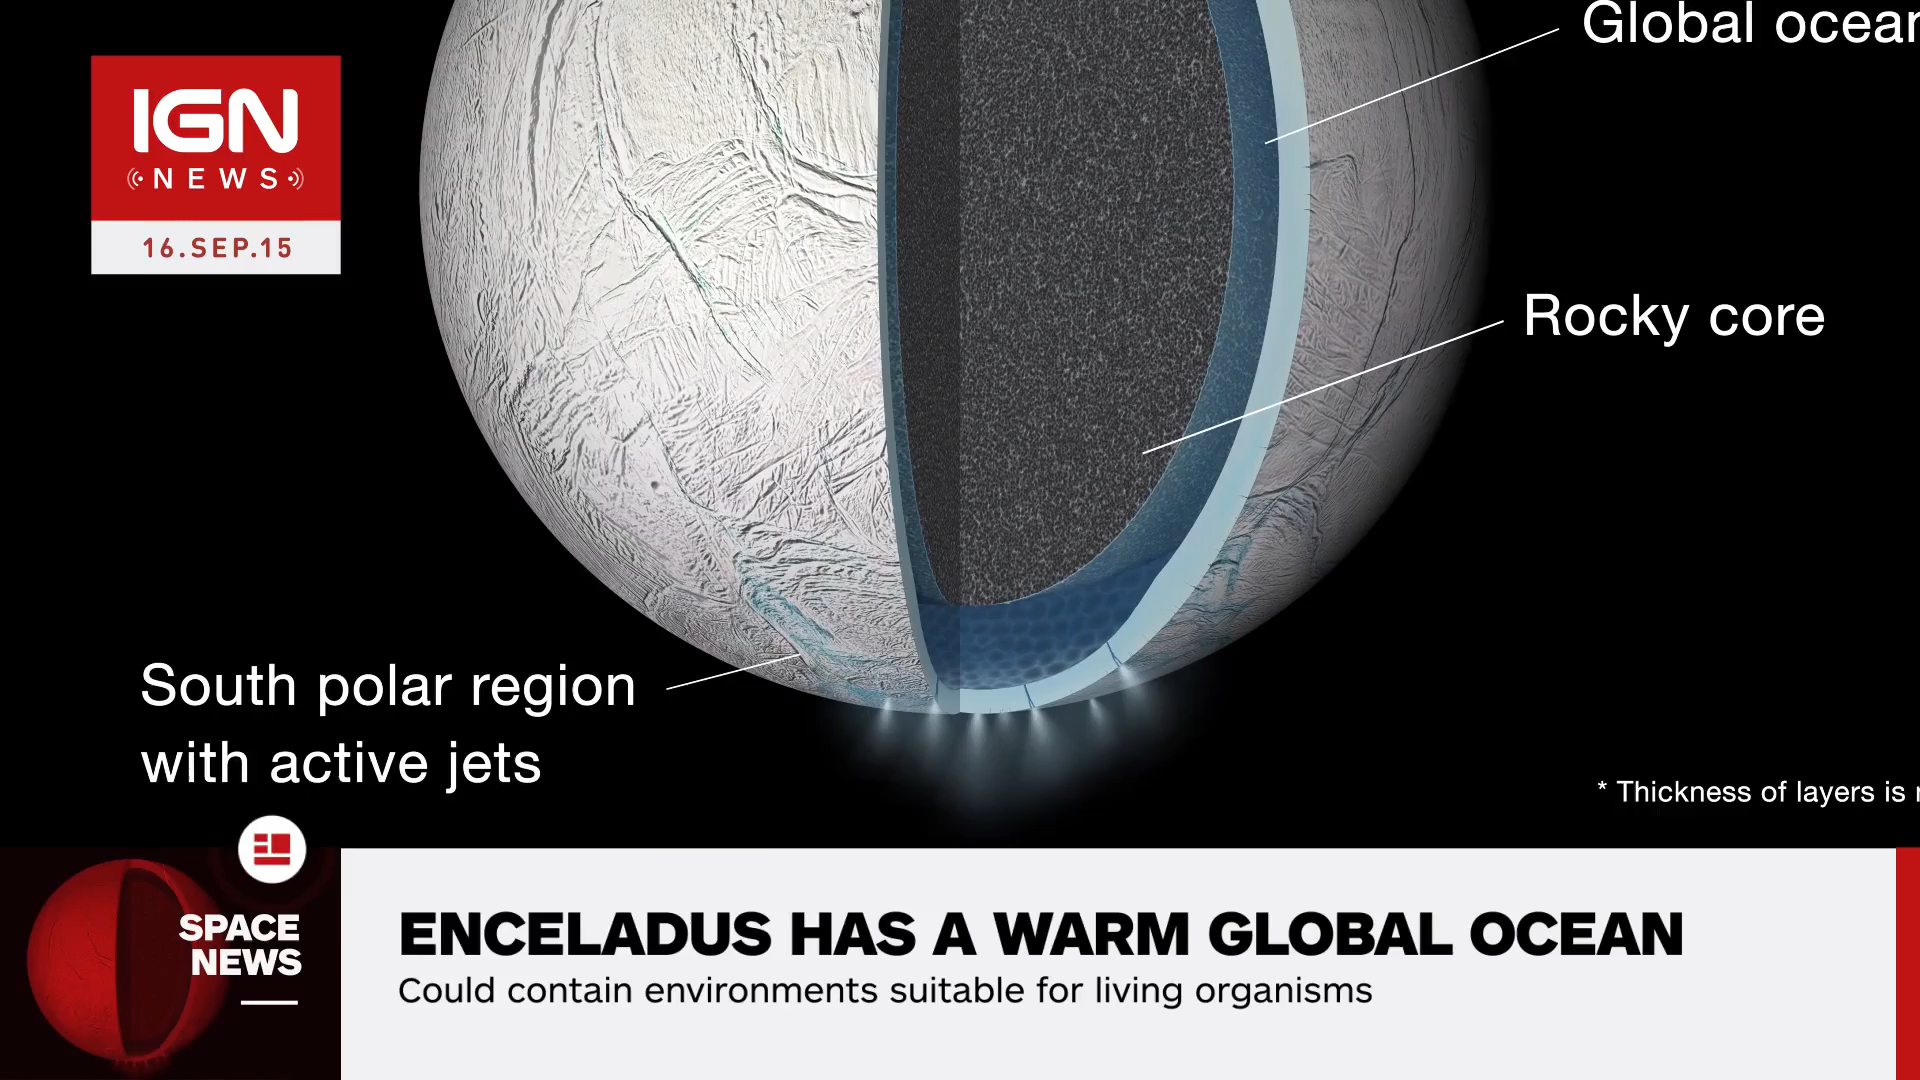 Global ocean
IGN
NEWS
16.SEP.15
Rocky core
South polar region
with active jets
* Thickness of layers is
SPACE
NEWS
ENCELADUS HAS A WARM GLOBAL OCEAN
Could contain environments suitable for living organisms